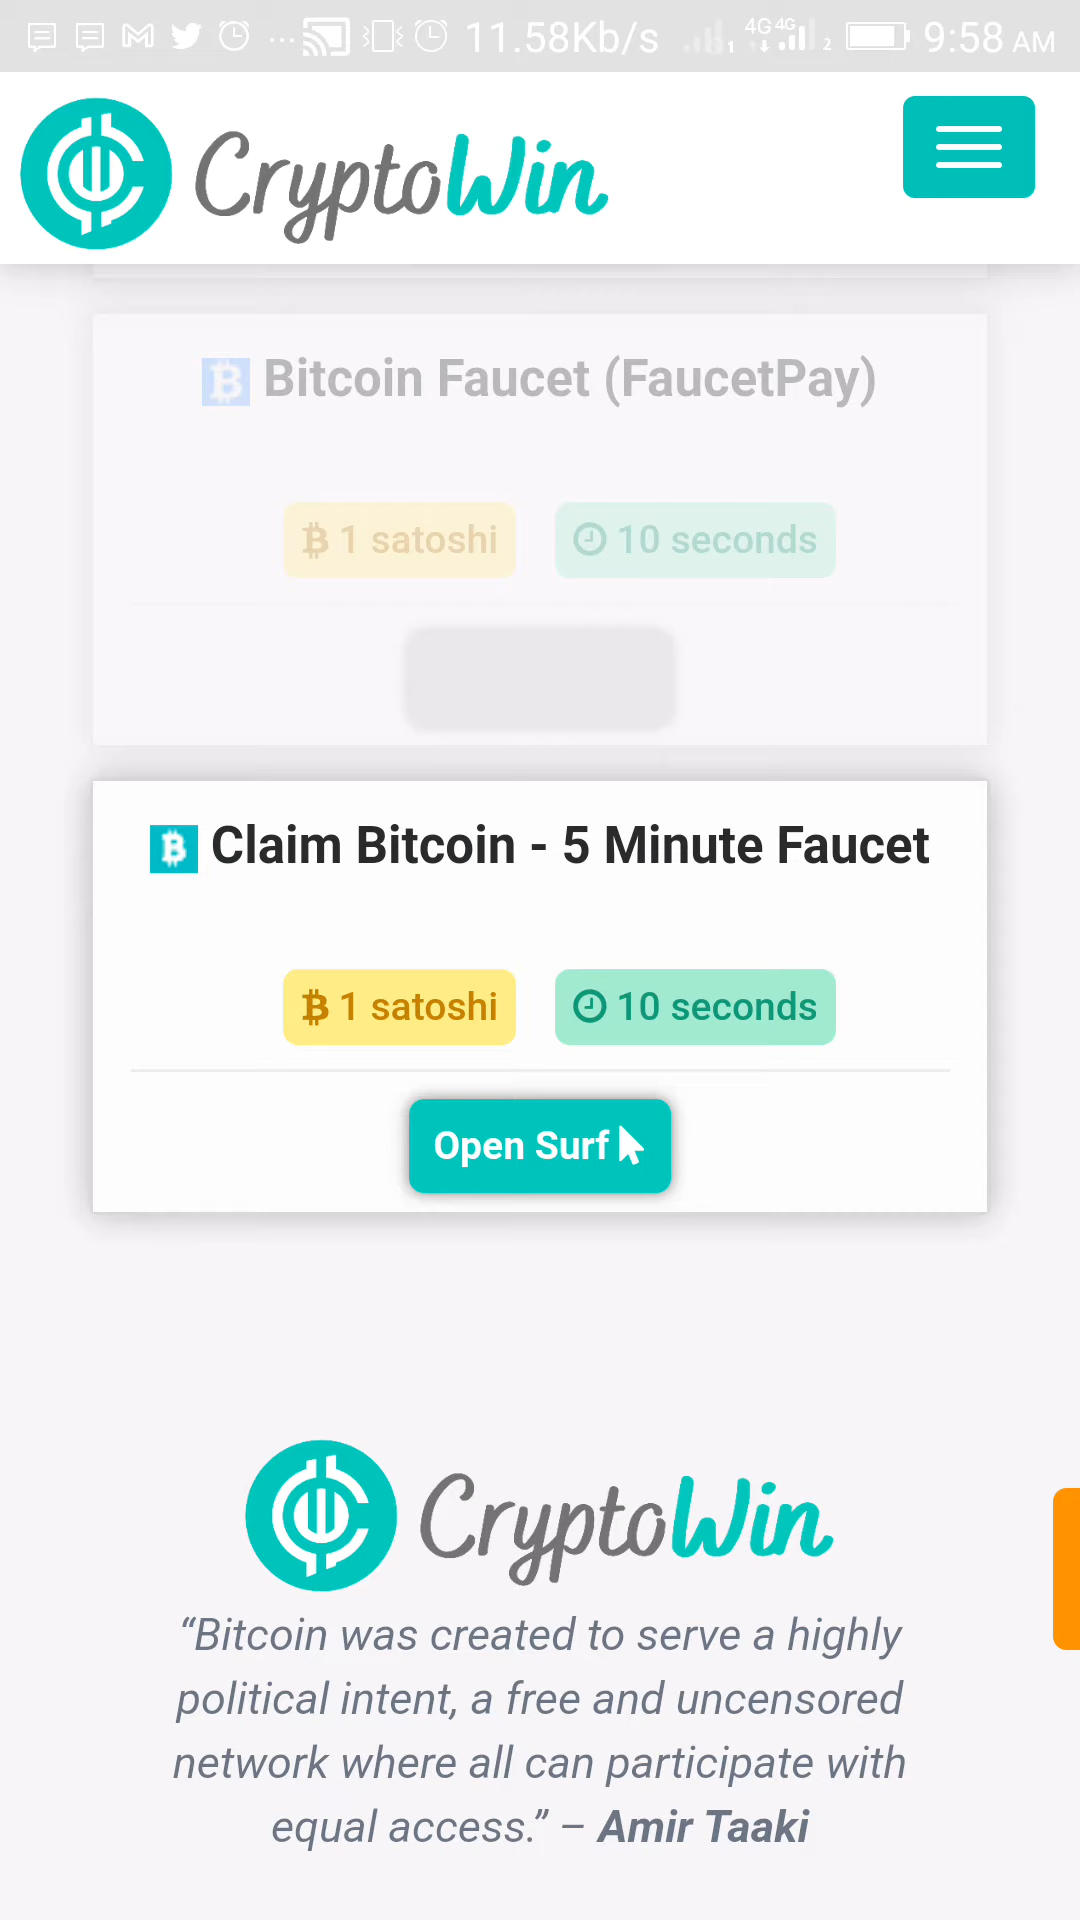 ... 11.58Kb/s 1 4G 4G 2 9:58 AM
CryptoWin
Bitcoin Faucet (FaucetPay)
1 satoshi 10 seconds
Claim Bitcoin - 5 Minute Faucet
1 satoshi 10 seconds
Open Surf
CryptoWin
“Bitcoin was created to serve a highly
political intent, a free and uncensored
network where all can participate with
equal access.” – Amir Taaki